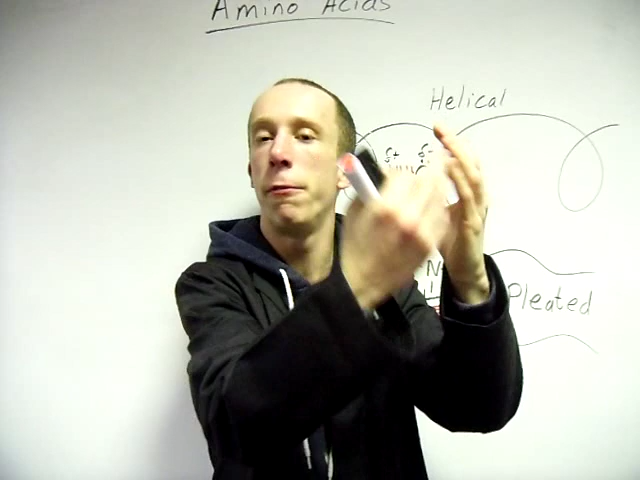 Amino Acids
Helical
δ+ δ-
N
Pleated